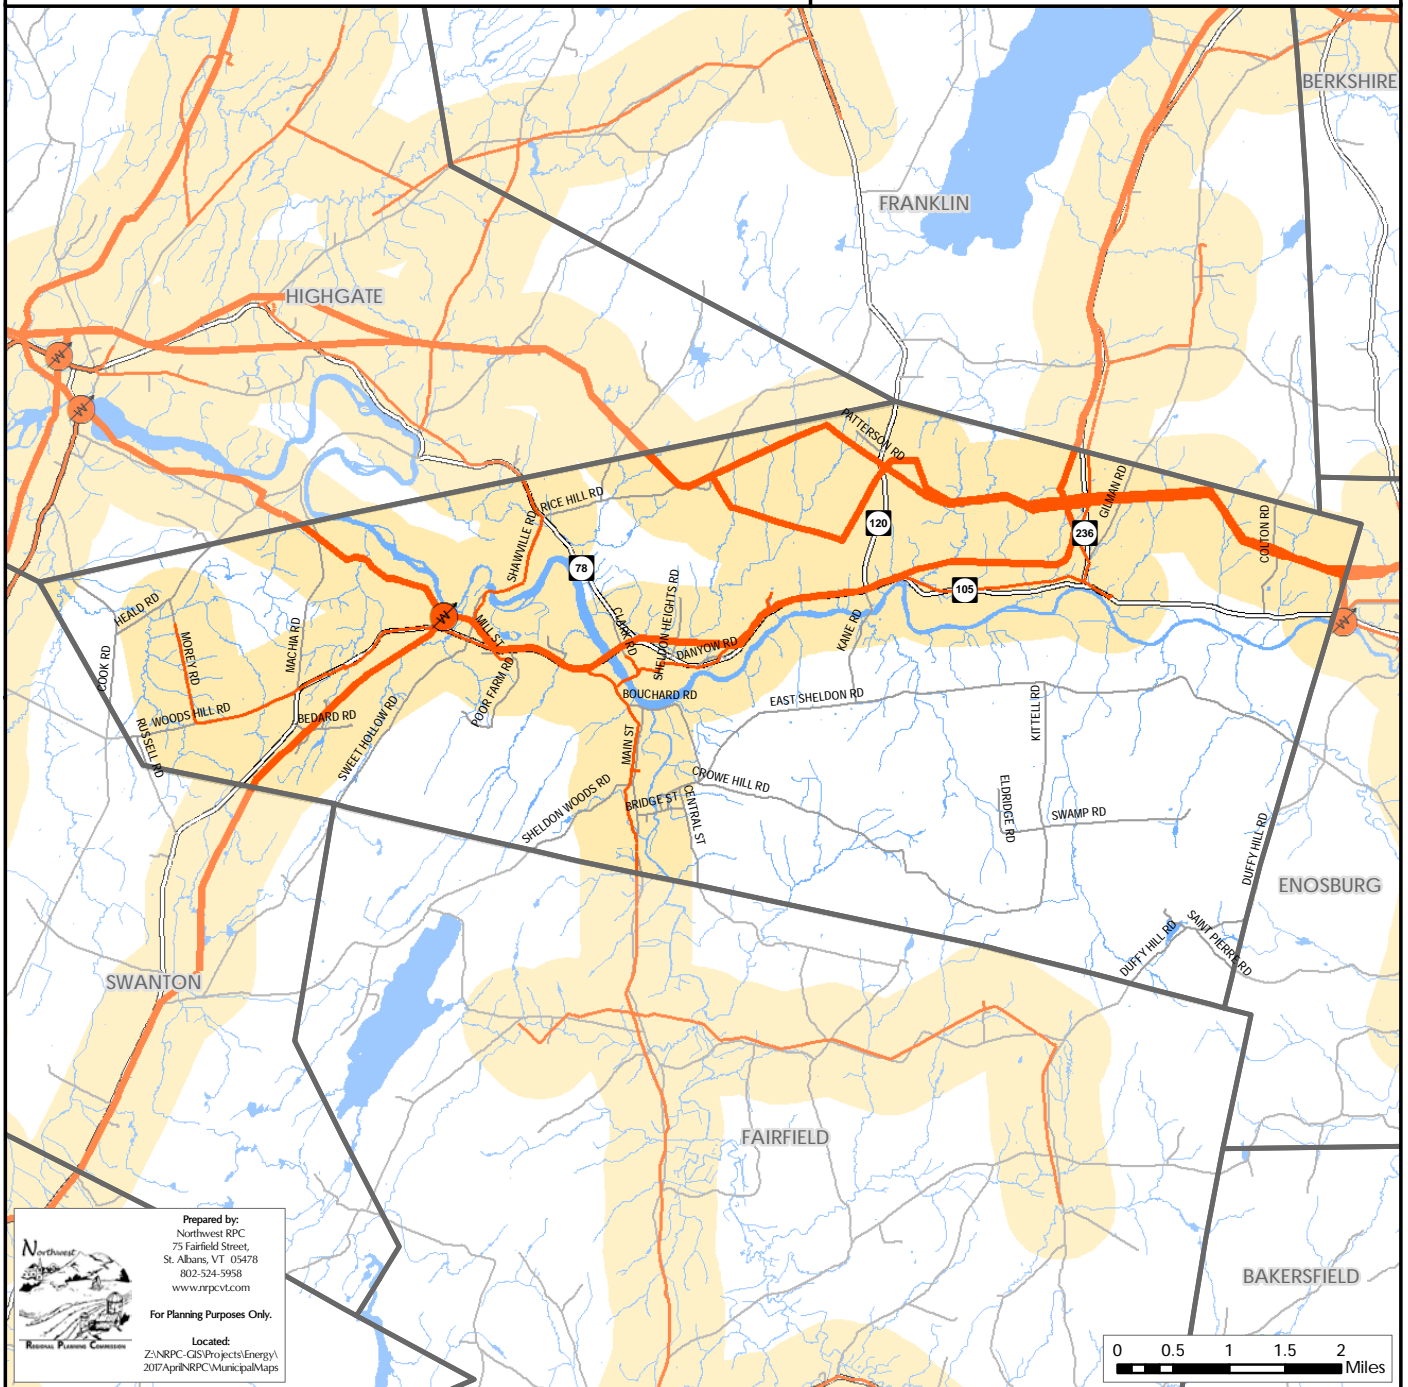 BERKSHIRE
FRANKLIN
HIGHGATE
PATTERSON RD
RICE HILL RD
GILMAN RD
COLTON RD
SHAWVILLE RD
120
236
78
105
HEALD RD
MOREY RD
MACHIA RD
COOK RD
MILL ST
CLARK RD
SHELDON HEIGHTS RD
DANYOW RD
KANE RD
POOR FARM RD
BOUCHARD RD
EAST SHELDON RD
KITTELL RD
WOODS HILL RD
RUSSELL RD
BEDARD RD
SWEET HOLLOW RD
MAIN ST
CROWE HILL RD
SHELDON WOODS RD
BRIDGE ST
CENTRAL ST
ELDRIDGE RD
SWAMP RD
DUFFY HILL RD
ENOSBURG
DUFFY HILL RD
SAINT PIERRE RD
SWANTON
FAIRFIELD
BAKERSFIELD
Northwest
REGIONAL PLANNING COMMISSION
Prepared by:
Northwest RPC
75 Fairfield Street,
St. Albans, VT 05478
802-524-5958
www.nrpcvt.com
For Planning Purposes Only.
Located:
Z:\NRPC-GIS\Projects\Energy\
2017AprilNRPC\MunicipalMaps
0 0.5 1 1.5 2
Miles